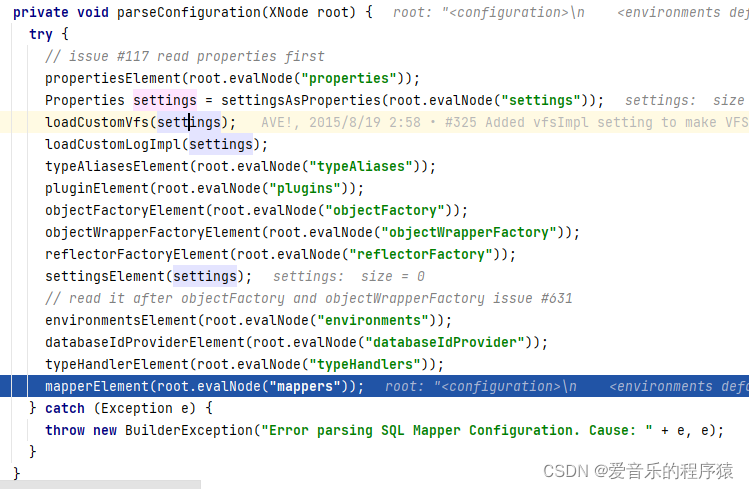 private void parseConfiguration(XNode root) {   root: "<configuration>\n    <environments defa
try {
// issue #117 read properties first
propertiesElement(root.evalNode("properties"));
Properties settings = settingsAsProperties(root.evalNode("settings"));   settings:  size
loadCustomVfs(settings);   AVE!, 2015/8/19 2:58 • #325 Added vfsImpl setting to make VFS
loadCustomLogImpl(settings);
typeAliasesElement(root.evalNode("typeAliases"));
pluginElement(root.evalNode("plugins"));
objectFactoryElement(root.evalNode("objectFactory"));
objectWrapperFactoryElement(root.evalNode("objectWrapperFactory"));
reflectorFactoryElement(root.evalNode("reflectorFactory"));
settingsElement(settings);   settings:  size = 0
// read it after objectFactory and objectWrapperFactory issue #631
environmentsElement(root.evalNode("environments"));
databaseIdProviderElement(root.evalNode("databaseIdProvider"));
typeHandlerElement(root.evalNode("typeHandlers"));
mapperElement(root.evalNode("mappers"));   root: "<configuration>\n    <environments defa
} catch (Exception e) {
throw new BuilderException("Error parsing SQL Mapper Configuration. Cause: " + e, e);
}
}
CSDN @爱音乐的程序猿